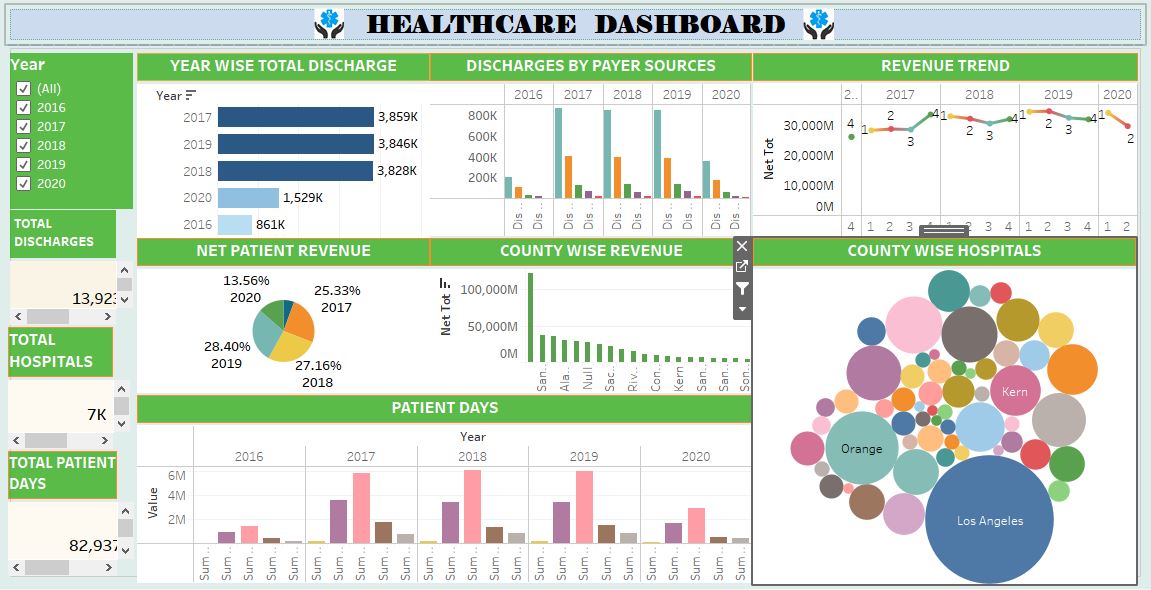 HEALTHCARE DASHBOARD
Year
(All)
2016
2017
2018
2019
2020
TOTAL
DISCHARGES
13,923
TOTAL
HOSPITALS
7K
TOTAL PATIENT
DAYS
82,937
YEAR WISE TOTAL DISCHARGE
Year
2017 3,859K
2019 3,846K
2018 3,828K
2020 1,529K
2016 861K
DISCHARGES BY PAYER SOURCES
2016 2017 2018 2019 2020
800K
600K
400K
200K
Dis.. Dis.. Dis.. Dis.. Dis.. Dis.. Dis.. Dis.. Dis.. Dis..
REVENUE TREND
2.. 2017 2018 2019 2020
Net Tot
30,000M
20,000M
10,000M
0M
4 1 2 3 4 1 2 3 4 1 2 3 4 1 2
4 1 2 3 4 1 2 3 4 1 2 3 4 1 2
NET PATIENT REVENUE
13.56%
2020
25.33%
2017
28.40%
2019
27.16%
2018
COUNTY WISE REVENUE
Net Tot
100,000M
50,000M
0M
San.. Ala.. Null Sac.. Riv.. Con.. Kern San.. San.. Son..
PATIENT DAYS
Year
2016 2017 2018 2019 2020
Value
6M
4M
2M
Sum.. Sum.. Sum.. Sum.. Sum.. Sum.. Sum.. Sum.. Sum.. Sum.. Sum.. Sum.. Sum.. Sum.. Sum.. Sum.. Sum.. Sum.. Sum.. Sum.. Sum.. Sum.. Sum.. Sum.. Sum..
COUNTY WISE HOSPITALS
Kern
Orange
Los Angeles